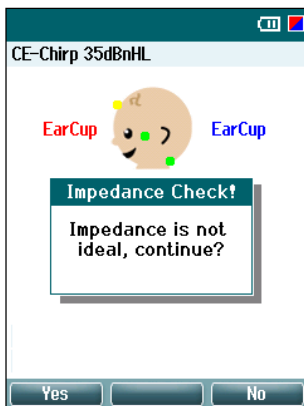 CE-Chirp 35dBnHL
EarCup EarCup
Impedance Check!
Impedance is not
ideal, continue?
Yes No